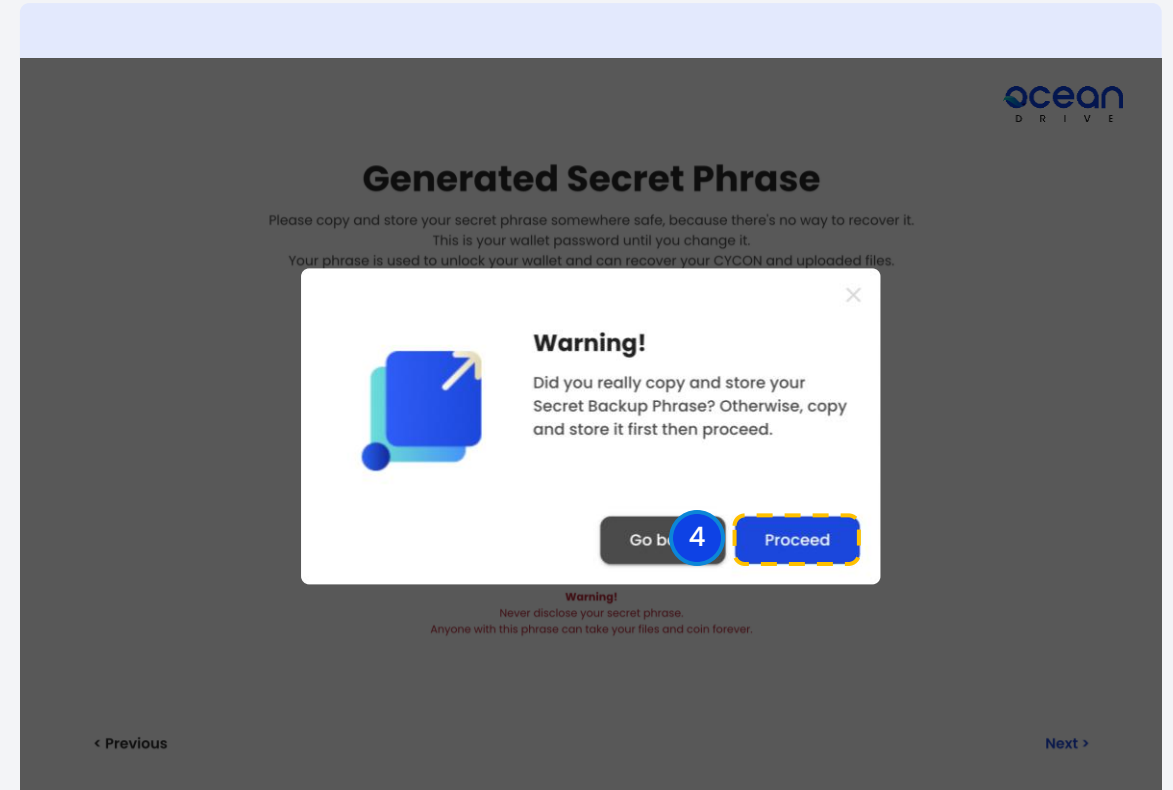 ocean
DRIVE
Generated Secret Phrase
Please copy and store your secret phrase somewhere safe, because there's no way to recover it.
This is your wallet password until you change it.
Your phrase is used to unlock your wallet and can recover your CYCON and uploaded files.
Warning!
Did you really copy and store your
Secret Backup Phrase? Otherwise, copy
and store it first then proceed.
Go
4
Proceed
Warning!
Never disclose your secret phrase.
Anyone with this phrase can take your files and coin forever.
< Previous
Next >